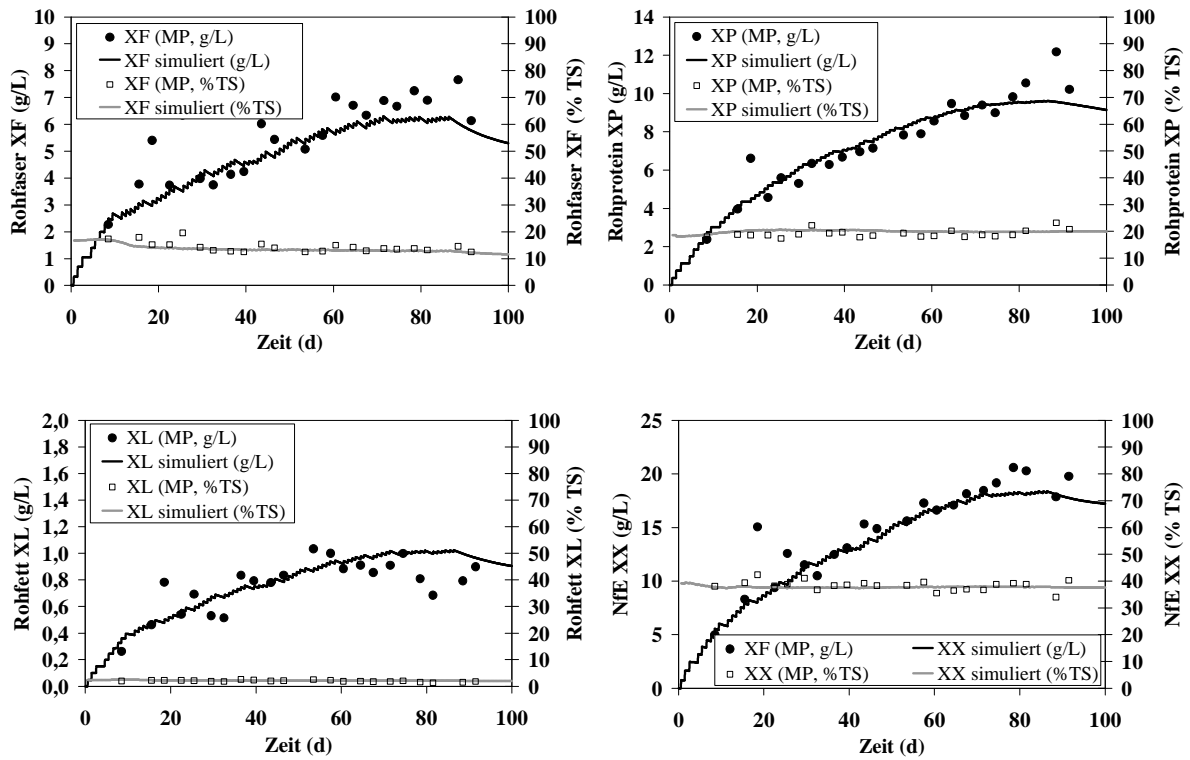 10
9
8
7
6
5
4
3
2
1
0
Rohfaser XF (g/L)
XF (MP, g/L)
XF simuliert (g/L)
XF (MP, %TS)
XF simuliert (%TS)
100
90
80
70
60
50
40
30
20
10
0
Rohfaser XF (% TS)
0 20 40 60 80 100
Zeit (d)
14
12
10
8
6
4
2
0
Rohprotein XP (g/L)
XP (MP, g/L)
XP simuliert (g/L)
XP (MP, %TS)
XP simuliert (%TS)
100
90
80
70
60
50
40
30
20
10
0
Rohprotein XP (% TS)
0 20 40 60 80 100
Zeit (d)
2,0
1,8
1,6
1,4
1,2
1,0
0,8
0,6
0,4
0,2
0,0
Rohfett XL (g/L)
XL (MP, g/L)
XL simuliert (g/L)
XL (MP, %TS)
XL simuliert (%TS)
100
90
80
70
60
50
40
30
20
10
0
Rohfett XL (% TS)
0 20 40 60 80 100
Zeit (d)
25
20
15
10
5
0
NfE XX (g/L)
XF (MP, g/L) XX simuliert (g/L)
XX (MP, %TS) XX simuliert (%TS)
100
90
80
70
60
50
40
30
20
10
0
NfE XX (% TS)
0 20 40 60 80 100
Zeit (d)